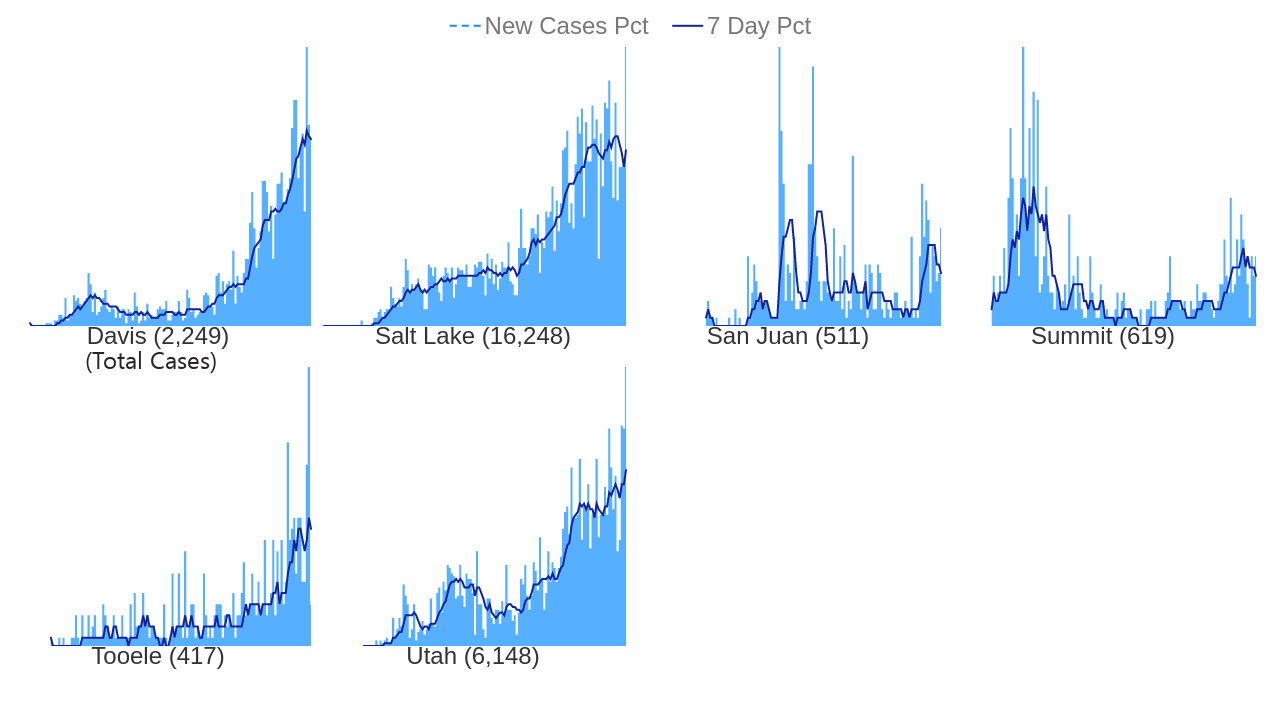 New Cases Pct 7 Day Pct
Davis (2,249) Salt Lake (16,248) San Juan (511) Summit (619)
(Total Cases)
Tooele (417) Utah (6,148)